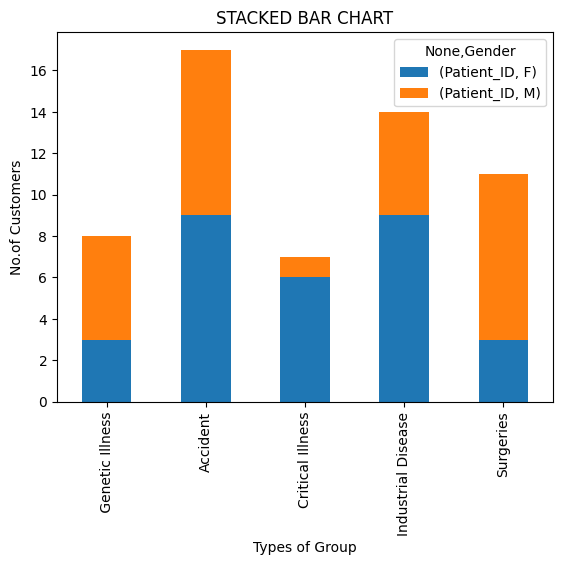 STACKED BAR CHART
None,Gender
(Patient_ID, F)
(Patient_ID, M)
No.of Customers
16
14
12
10
8
6
4
2
0
Genetic Illness
Accident
Critical Illness
Industrial Disease
Surgeries
Types of Group